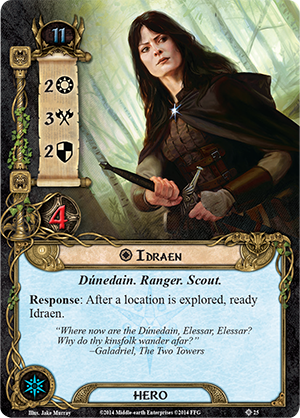 11
2
3
2
4
Idraen
Dúnedain. Ranger. Scout.
Response: After a location is explored, ready
Idraen.
“Where now are the Dúnedain, Elessar, Elessar?
Why do thy kinsfolk wander afar?”
–Galadriel, The Two Towers
HERO
Illus. Jake Murray
©2014 Middle-earth Enterprises ©2014 FFG
25